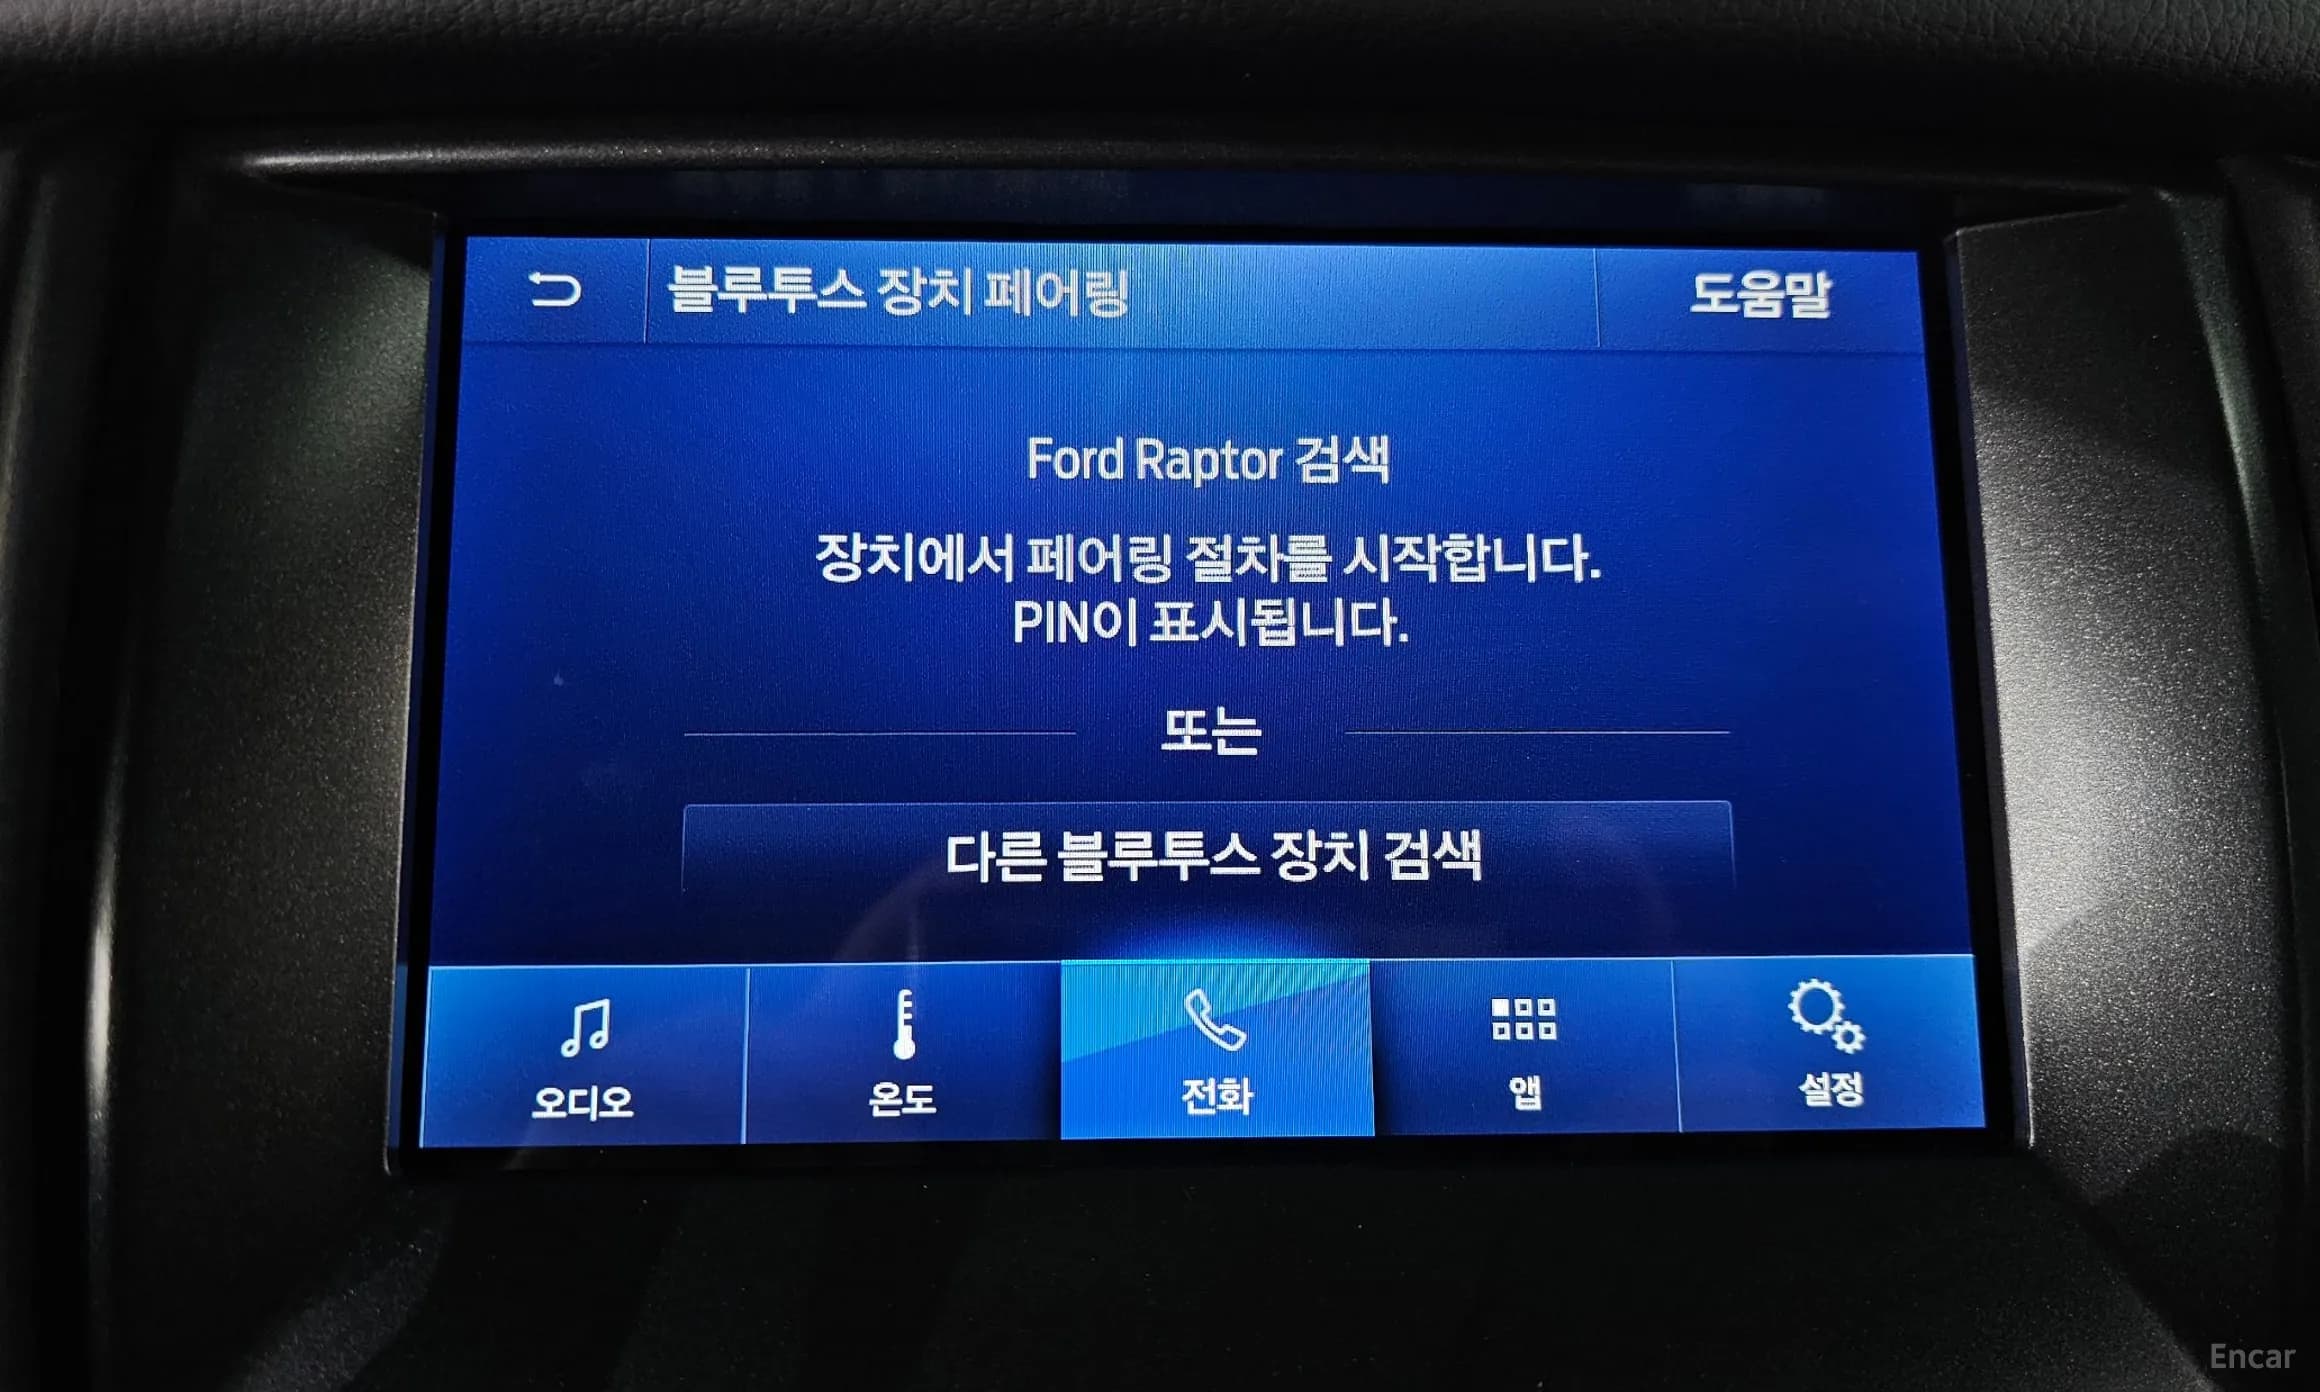 블루투스 장치 페어링
도움말
Ford Raptor 검색
장치에서 페어링 절차를 시작합니다.
PIN이 표시됩니다.
또는
다른 블루투스 장치 검색
오디오
온도
전화
앱
설정
Encar